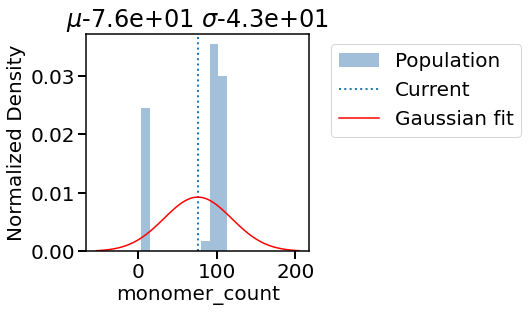 μ-7.6e+01 σ-4.3e+01
Normalized Density
0.03
0.02
0.01
0.00
0 100 200
monomer_count
Population
Current
Gaussian fit